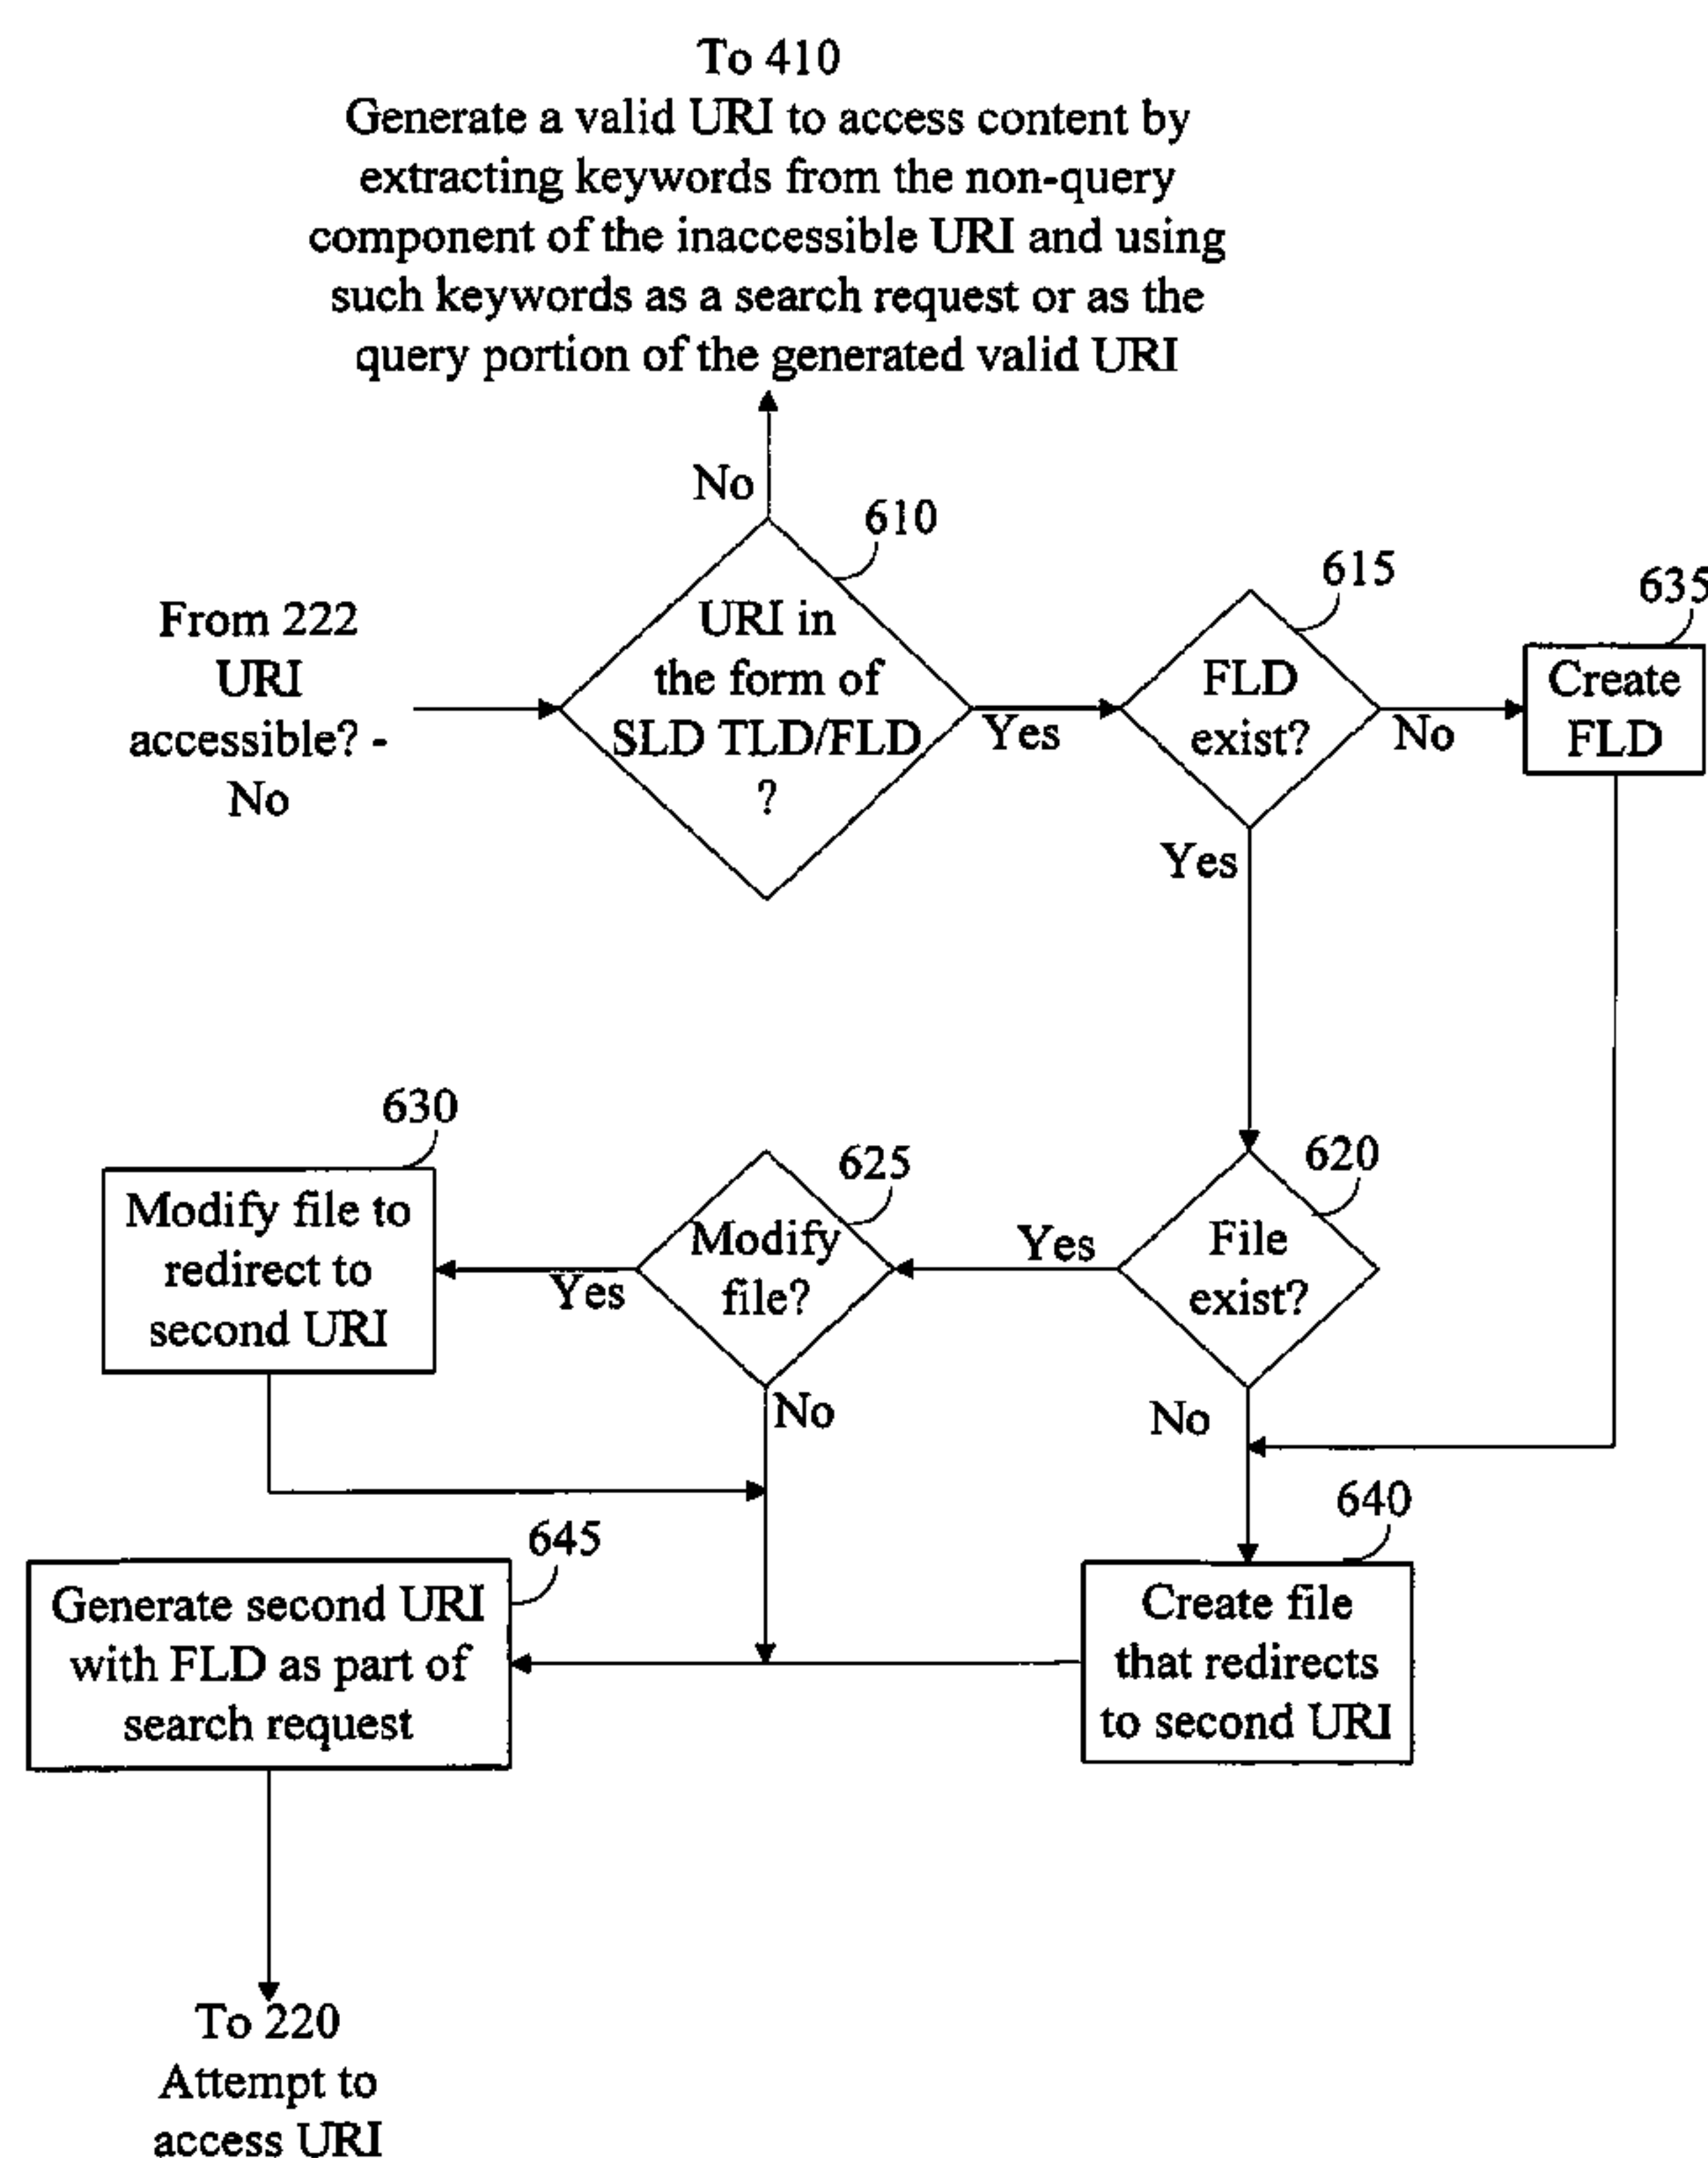 To 410
Generate a valid URI to access content by
extracting keywords from the non-query
component of the inaccessible URI and using
such keywords as a search request or as the
query portion of the generated valid URI
No
610
615
635
From 222
URI
accessible? -
No
URI in
the form of
SLD TLD/FLD
?
Yes
FLD
exist?
No
Create
FLD
Yes
630
625
620
Modify file to
redirect to
second URI
Yes
Modify
file?
Yes
File
exist?
No
No
645
640
Generate second URI
with FLD as part of
search request
Create file
that redirects
to second URI
To 220
Attempt to
access URI